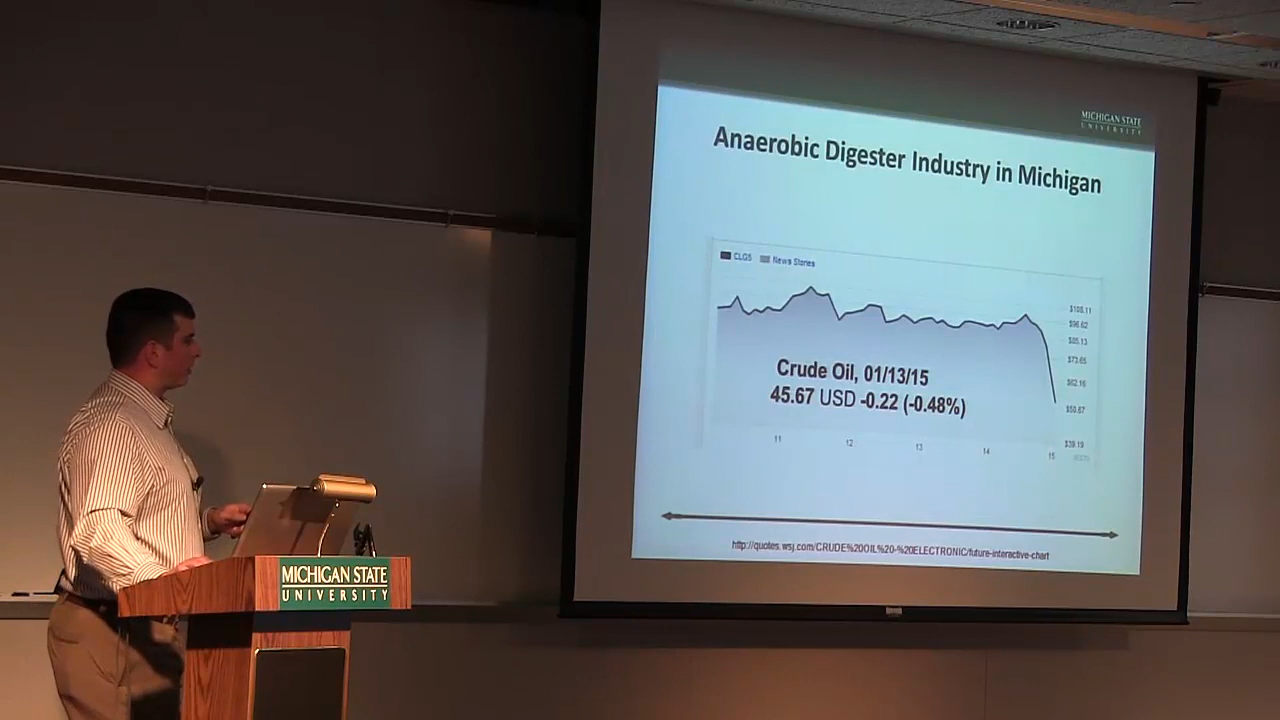 MICHIGAN STATE
UNIVERSITY
Anaerobic Digester Industry in Michigan
CLG5 News Stories
$108.11
$96.62
$85.13
$73.65
$62.16
$50.67
$39.19
Crude Oil, 01/13/15
45.67 USD -0.22 (-0.48%)
11 12 13 14 15
http://quotes.wsj.com/CRUDE%20OIL%20-%20ELECTRONIC/future-interactive-chart
MICHIGAN STATE
UNIVERSITY